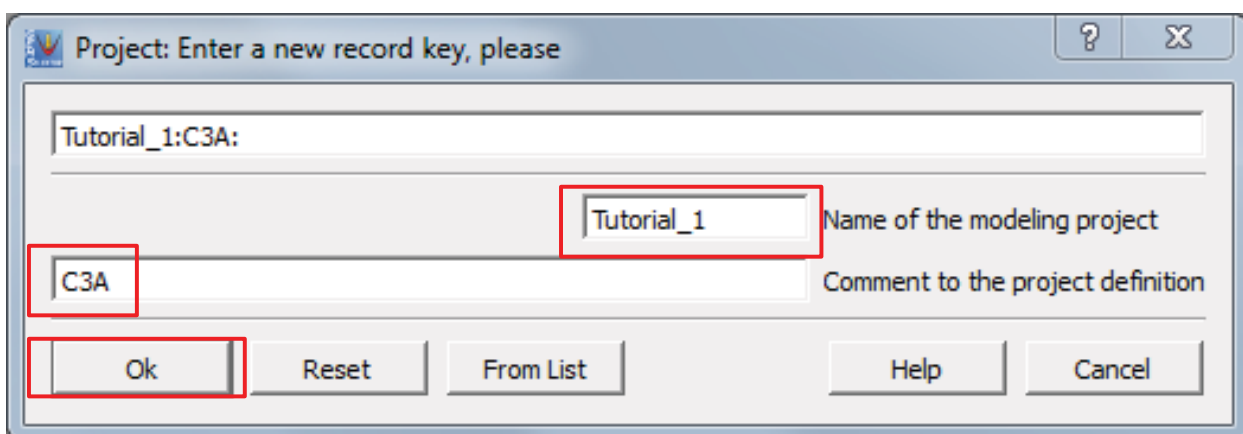 Project: Enter a new record key, please
Tutorial_1:C3A:
Tutorial_1 Name of the modeling project
C3A Comment to the project definition
Ok Reset From List Help Cancel